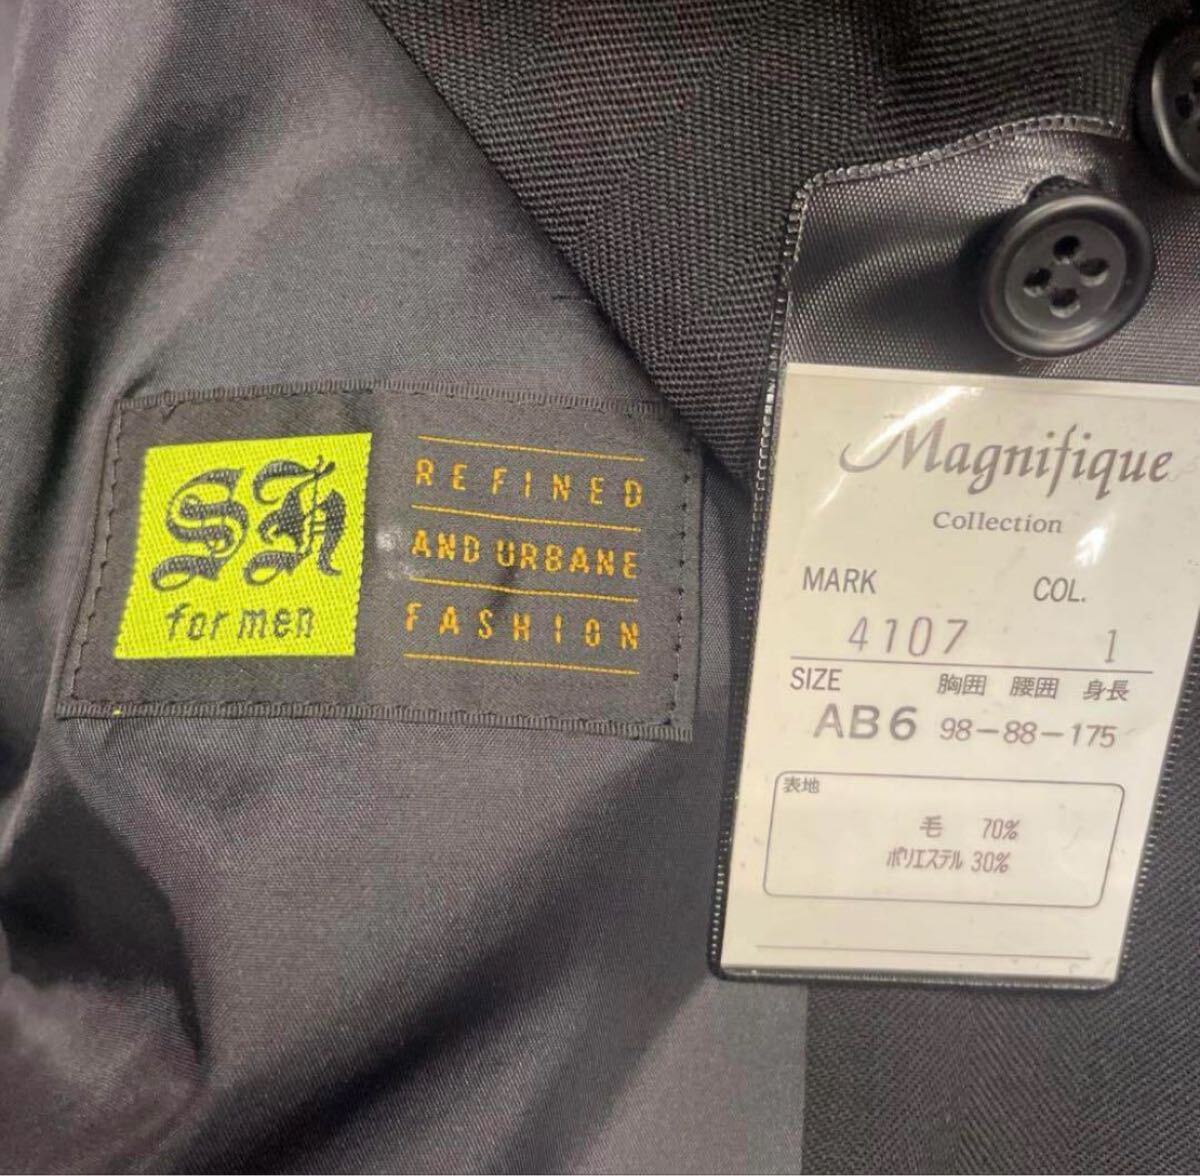 SH
for men
REFINED
AND URBANE
FASHION
Magnifique
Collection
MARK COL.
4107 1
SIZE 胸囲 腰囲 身長
AB6 98-88-175
表地
毛 70%
ポリエステル 30%